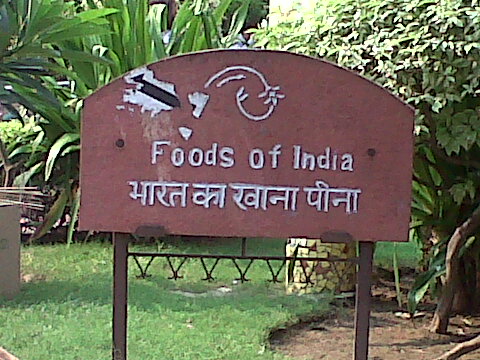 Foods of India
भारत का खाना पीना